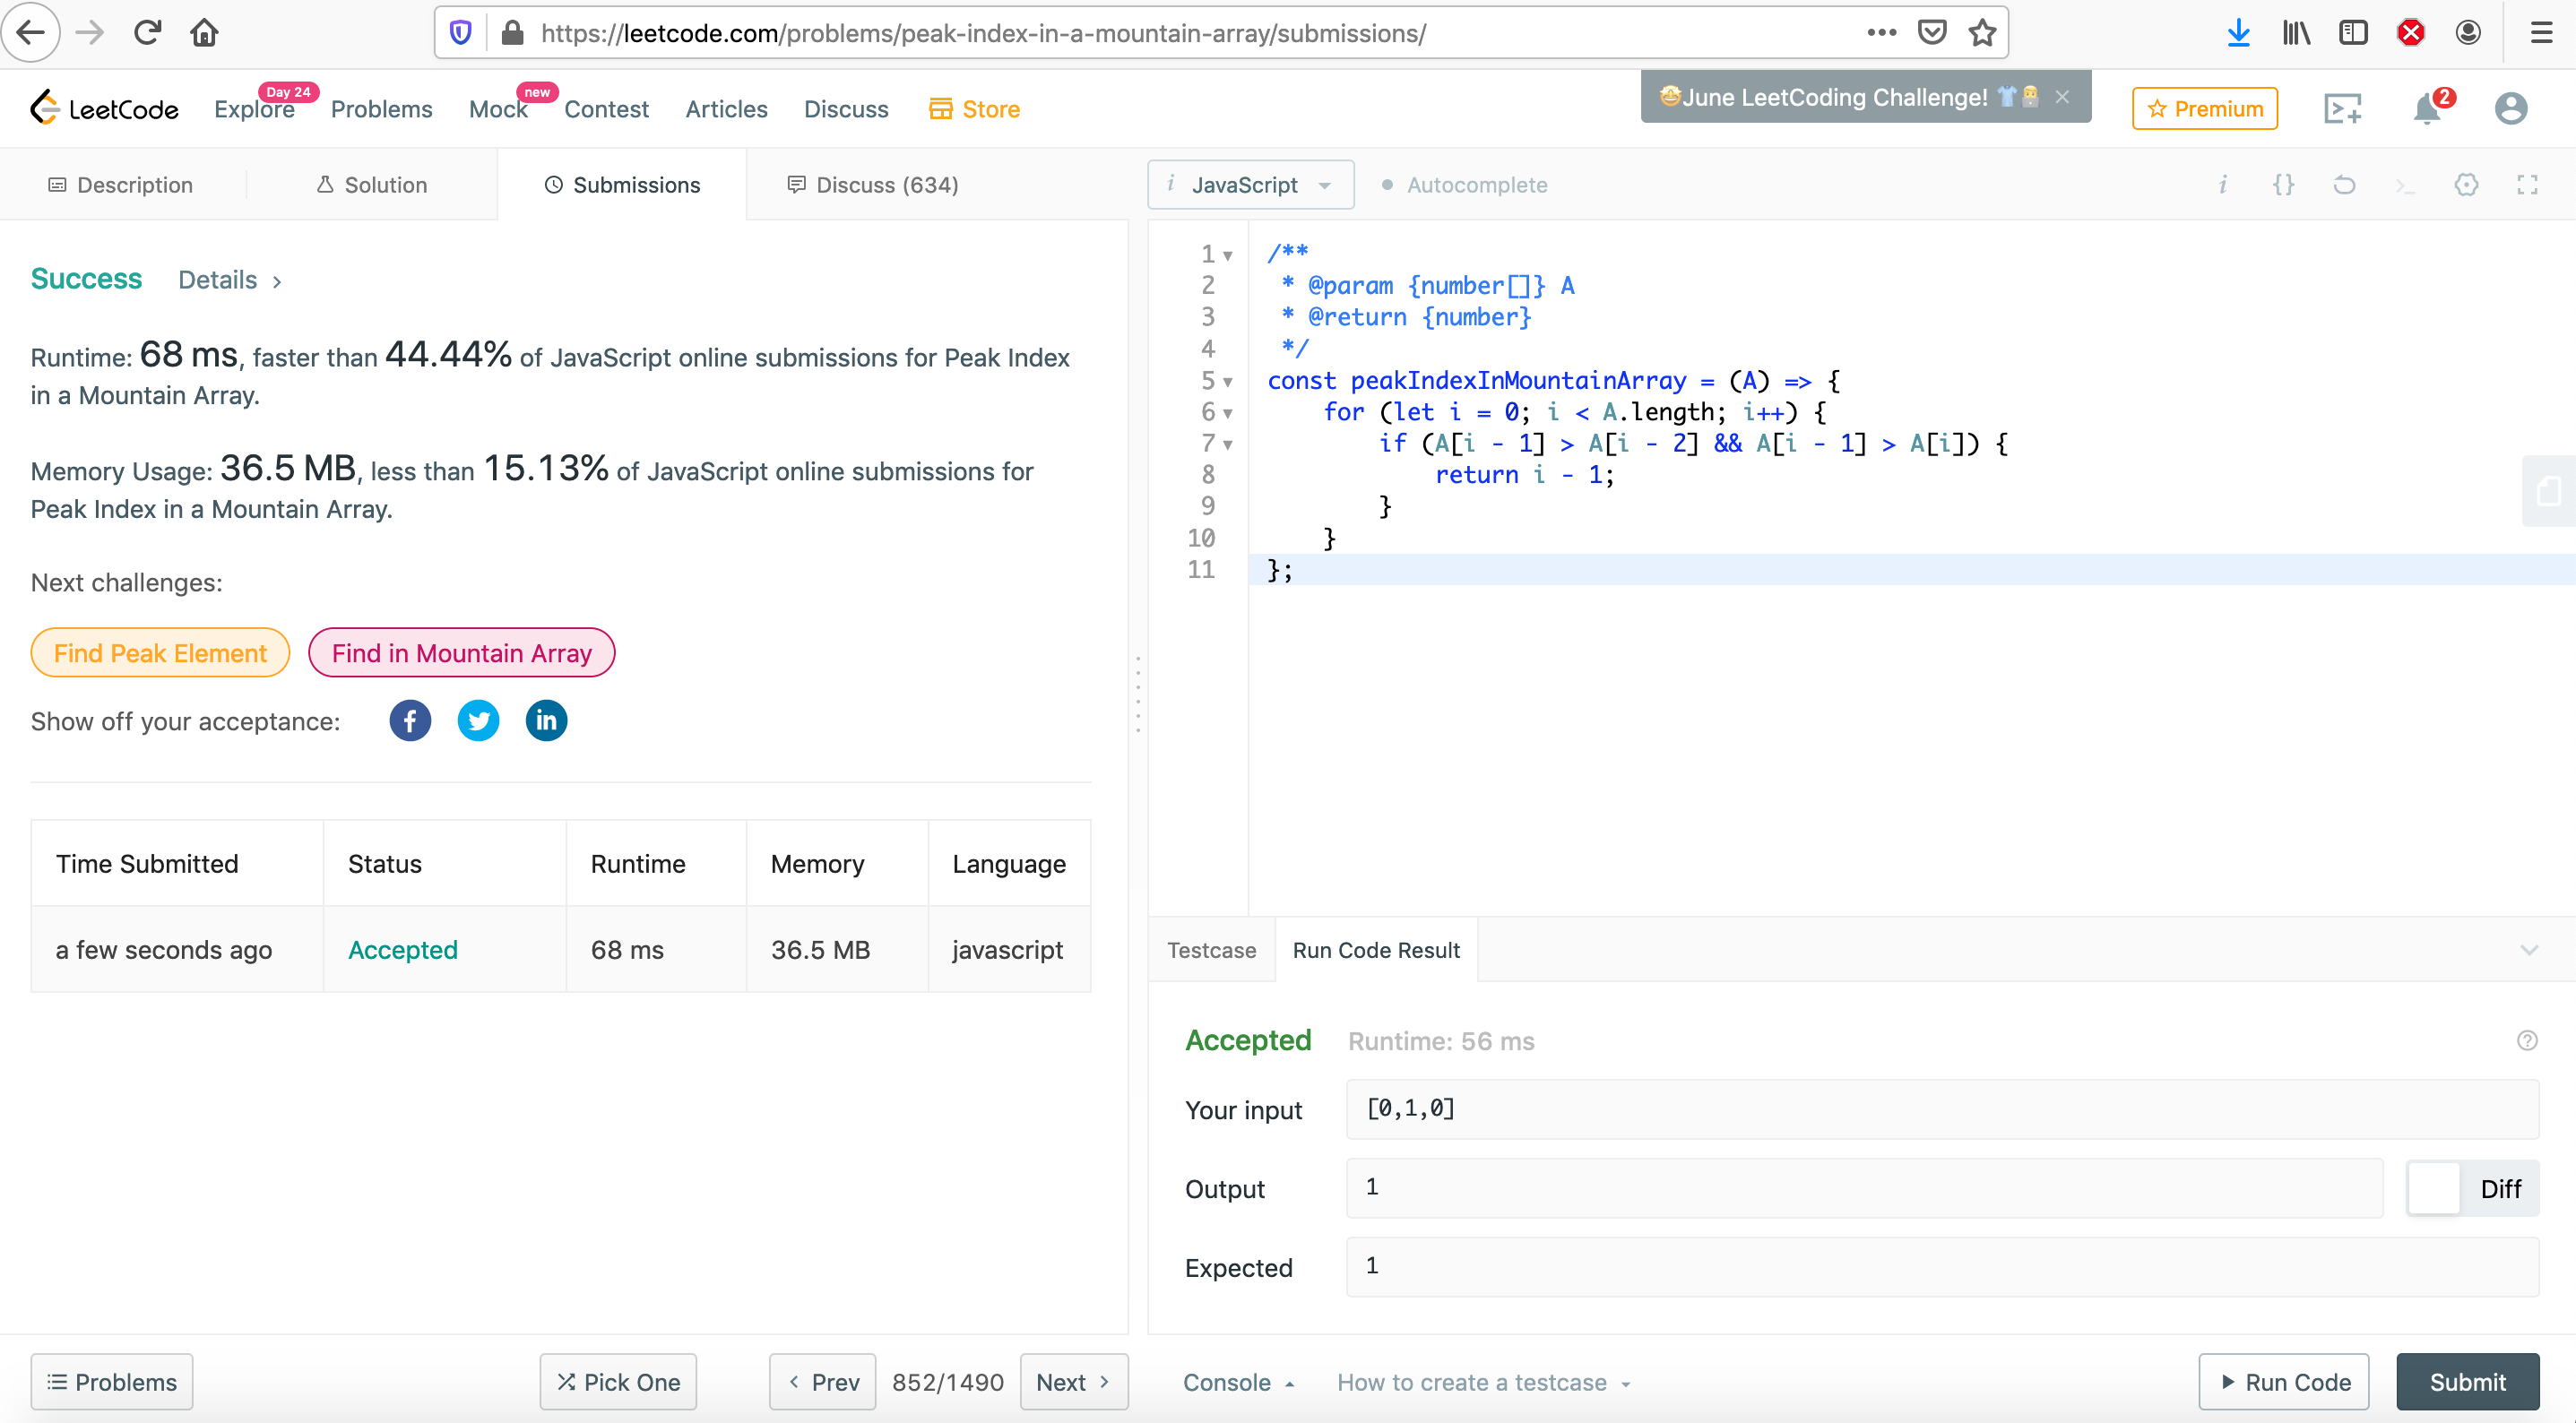 https://leetcode.com/problems/peak-index-in-a-mountain-array/submissions/
LeetCode Explore Day 24 Problems Mock new Contest Articles Discuss Store
🤩June LeetCoding Challenge! 👕 ×
Premium 2
Description Solution Submissions Discuss (634)
Success Details >
Runtime: 68 ms, faster than 44.44% of JavaScript online submissions for Peak Index
in a Mountain Array.
Memory Usage: 36.5 MB, less than 15.13% of JavaScript online submissions for
Peak Index in a Mountain Array.
Next challenges:
Find Peak Element Find in Mountain Array
Show off your acceptance:
Time Submitted Status Runtime Memory Language
a few seconds ago Accepted 68 ms 36.5 MB javascript
Problems Pick One < Prev 852/1490 Next >
i JavaScript Autocomplete i {}
1 /**
2  * @param {number[]} A
3  * @return {number}
4  */
5 const peakIndexInMountainArray = (A) => {
6     for (let i = 0; i < A.length; i++) {
7         if (A[i - 1] > A[i - 2] && A[i - 1] > A[i]) {
8             return i - 1;
9         }
10     }
11 };
Testcase Run Code Result
Accepted Runtime: 56 ms
Your input [0,1,0]
Output 1 Diff
Expected 1
Console How to create a testcase Run Code Submit